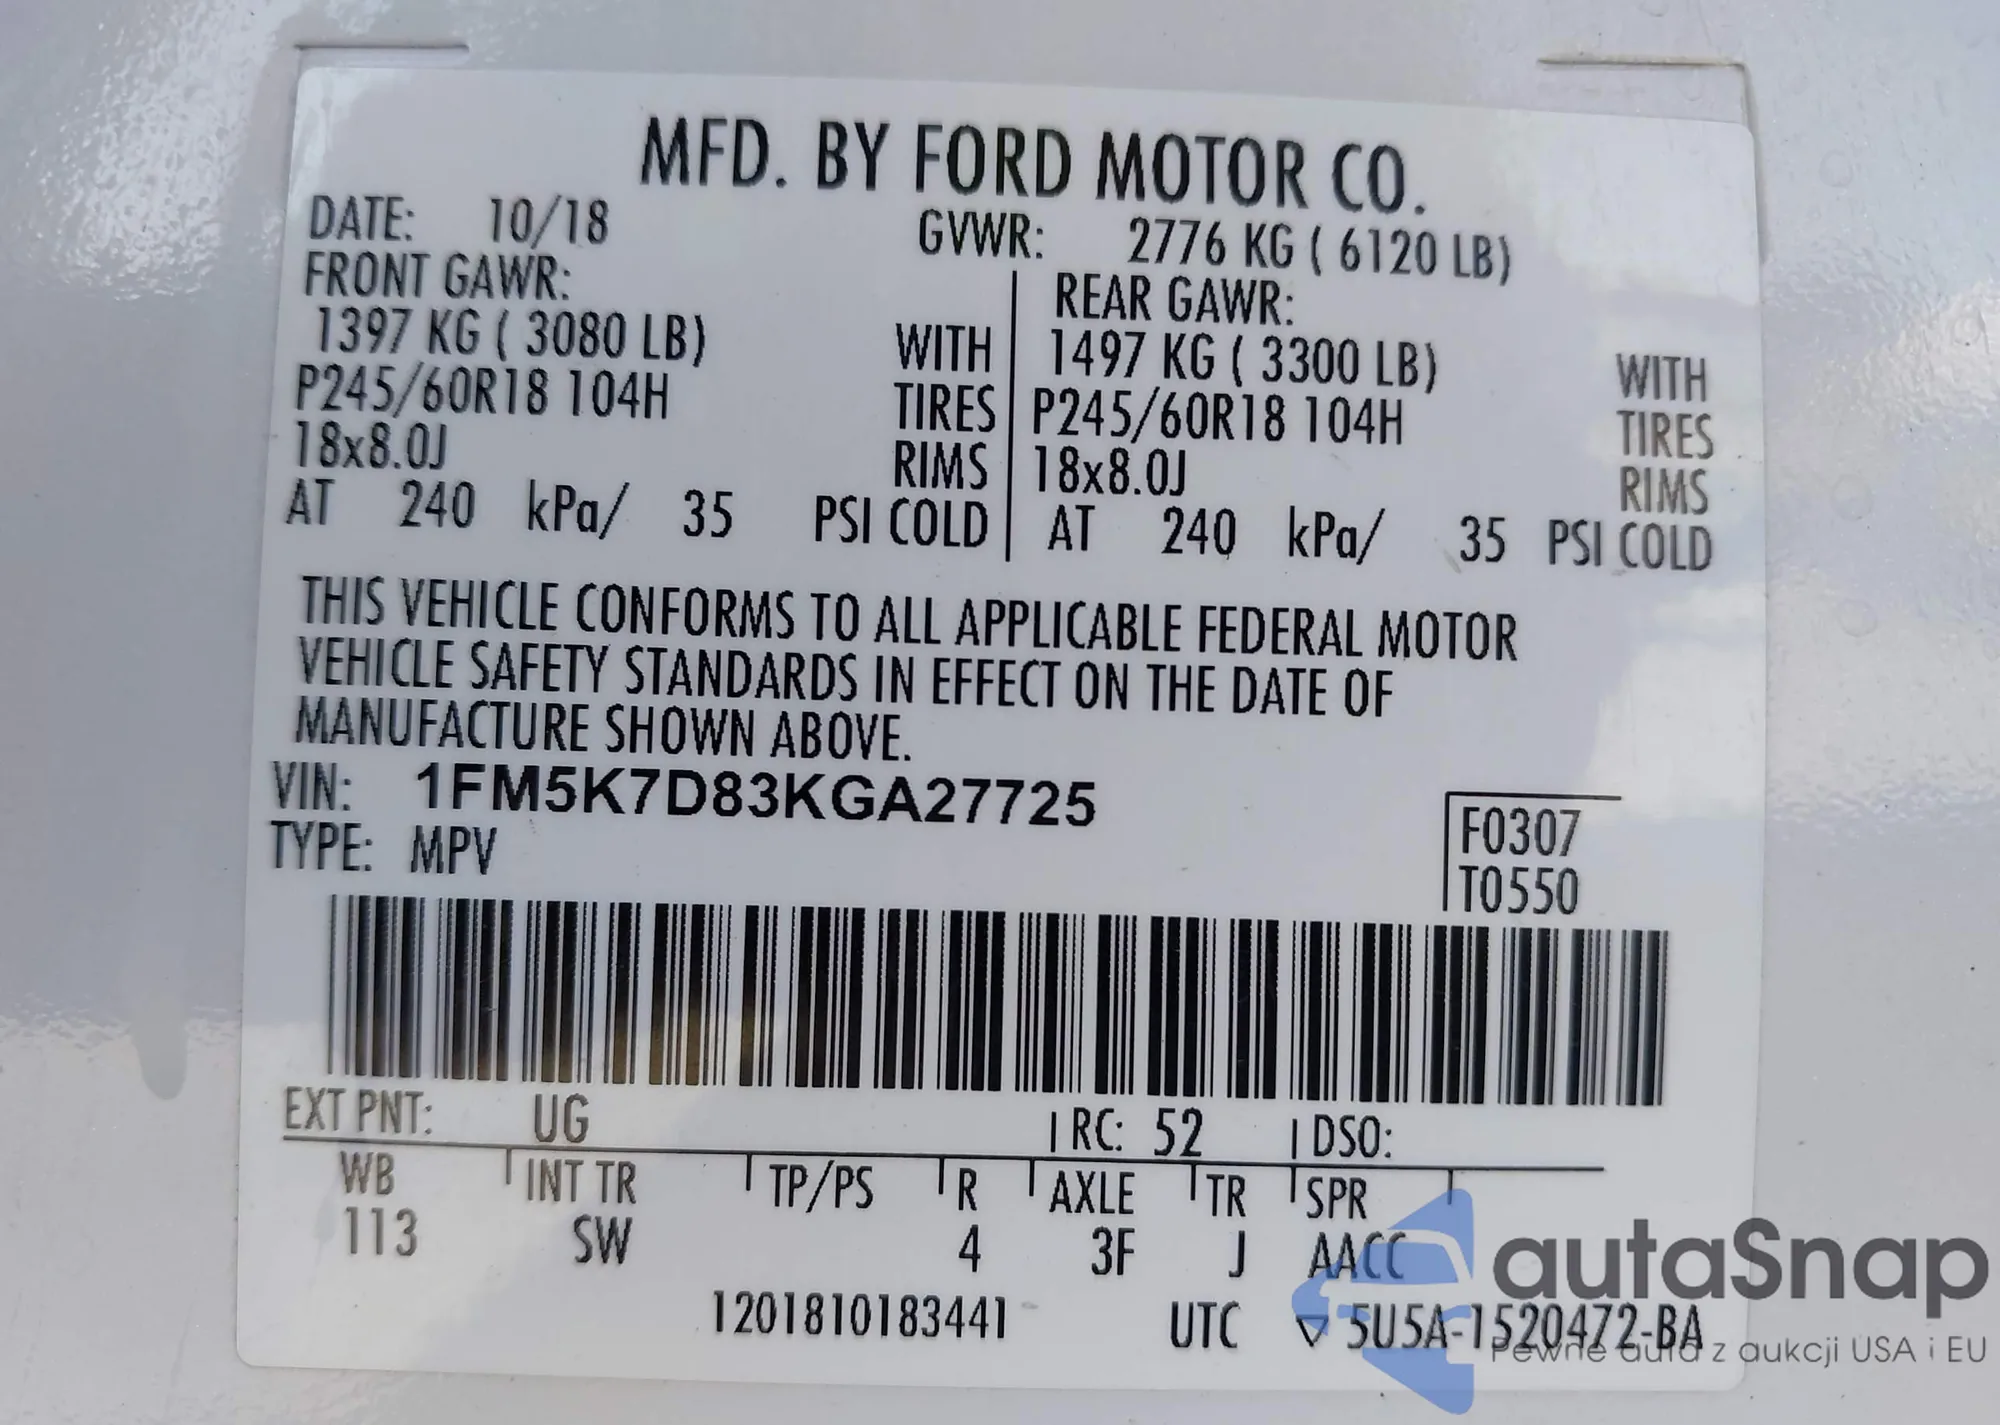 MFD. BY FORD MOTOR CO.
DATE: 10/18 GVWR: 2776 KG ( 6120 LB)
FRONT GAWR: REAR GAWR:
1397 KG ( 3080 LB) WITH 1497 KG ( 3300 LB) WITH
P245/60R18 104H TIRES P245/60R18 104H TIRES
18x8.0J RIMS 18x8.0J RIMS
AT 240 kPa/ 35 PSI COLD AT 240 kPa/ 35 PSI COLD
THIS VEHICLE CONFORMS TO ALL APPLICABLE FEDERAL MOTOR
VEHICLE SAFETY STANDARDS IN EFFECT ON THE DATE OF
MANUFACTURE SHOWN ABOVE.
VIN: 1FM5K7D83KGA27725
TYPE: MPV
F0307
T0550
EXT PNT: UG RC: 52 DSO:
WB INT TR TP/PS R AXLE TR SPR
113 SW 4 3F J AACC
1201810183441 UTC ▽ 5U5A-1520472-BA
autaSnap
Pewne auta z aukcji USA i EU